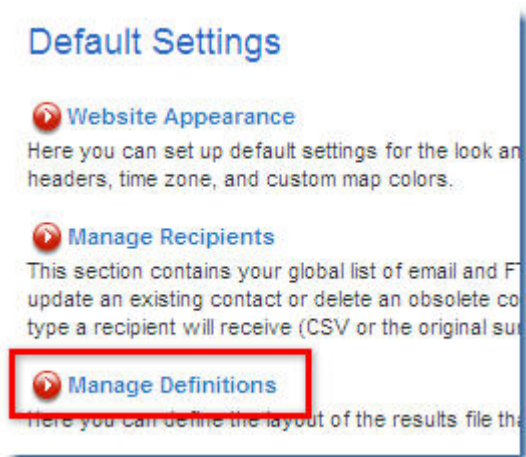 Default Settings
Website Appearance
Here you can set up default settings for the look an
headers, time zone, and custom map colors.
Manage Recipients
This section contains your global list of email and F
update an existing contact or delete an obsolete co
type a recipient will receive (CSV or the original su
Manage Definitions
Here you can define the layout of the results file tha